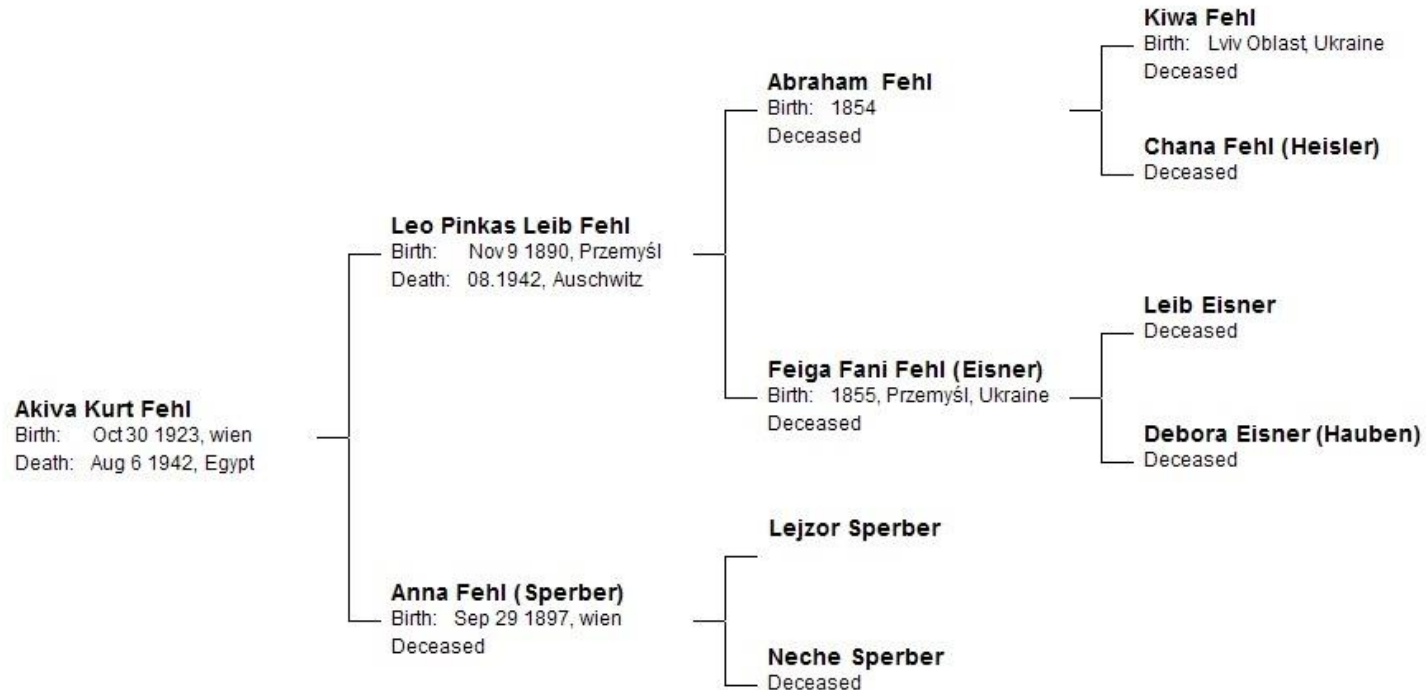 Akiva Kurt Fehl
Birth: Oct 30 1923, wien
Death: Aug 6 1942, Egypt
Leo Pinkas Leib Fehl
Birth: Nov 9 1890, Przemyśl
Death: 08.1942, Auschwitz
Anna Fehl (Sperber)
Birth: Sep 29 1897, wien
Deceased
Abraham Fehl
Birth: 1854
Deceased
Feiga Fani Fehl (Eisner)
Birth: 1855, Przemyśl, Ukraine
Deceased
Lejzor Sperber
Neche Sperber
Deceased
Kiwa Fehl
Birth: Lviv Oblast, Ukraine
Deceased
Chana Fehl (Heisler)
Deceased
Leib Eisner
Deceased
Debora Eisner (Hauben)
Deceased